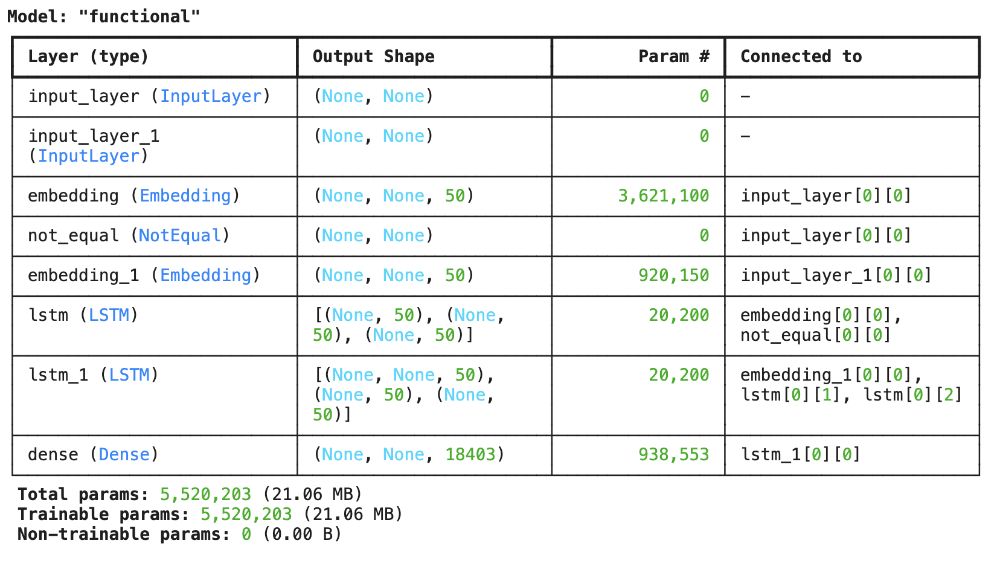 Model: "functional"
Layer (type) Output Shape Param # Connected to
input_layer (InputLayer) (None, None) 0 –
input_layer_1 (None, None) 0 –
(InputLayer)
embedding (Embedding) (None, None, 50) 3,621,100 input_layer[0][0]
not_equal (NotEqual) (None, None) 0 input_layer[0][0]
embedding_1 (Embedding) (None, None, 50) 920,150 input_layer_1[0][0]
lstm (LSTM) [(None, 50), (None, 20,200 embedding[0][0],
50), (None, 50)] not_equal[0][0]
lstm_1 (LSTM) [(None, None, 50), 20,200 embedding_1[0][0],
(None, 50), (None, lstm[0][1], lstm[0][2]
50)]
dense (Dense) (None, None, 18403) 938,553 lstm_1[0][0]
Total params: 5,520,203 (21.06 MB)
Trainable params: 5,520,203 (21.06 MB)
Non-trainable params: 0 (0.00 B)